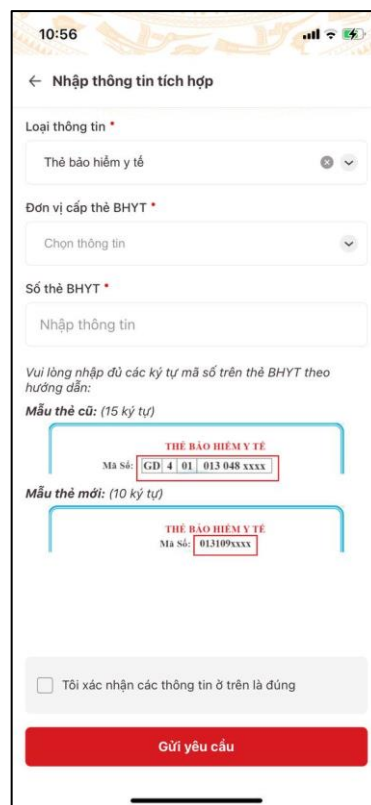 10:56
← Nhập thông tin tích hợp
Loại thông tin *
Thẻ bảo hiểm y tế
Đơn vị cấp thẻ BHYT *
Chọn thông tin
Số thẻ BHYT *
Nhập thông tin
Vui lòng nhập đủ các ký tự mã số trên thẻ BHYT theo
hướng dẫn:
Mẫu thẻ cũ: (15 ký tự)
THẺ BẢO HIỂM Y TẾ
Mã Số: GD 4 01 013 048 xxxx
Mẫu thẻ mới: (10 ký tự)
THẺ BẢO HIỂM Y TẾ
Mã Số: 013109xxxx
Tôi xác nhận các thông tin ở trên là đúng
Gửi yêu cầu